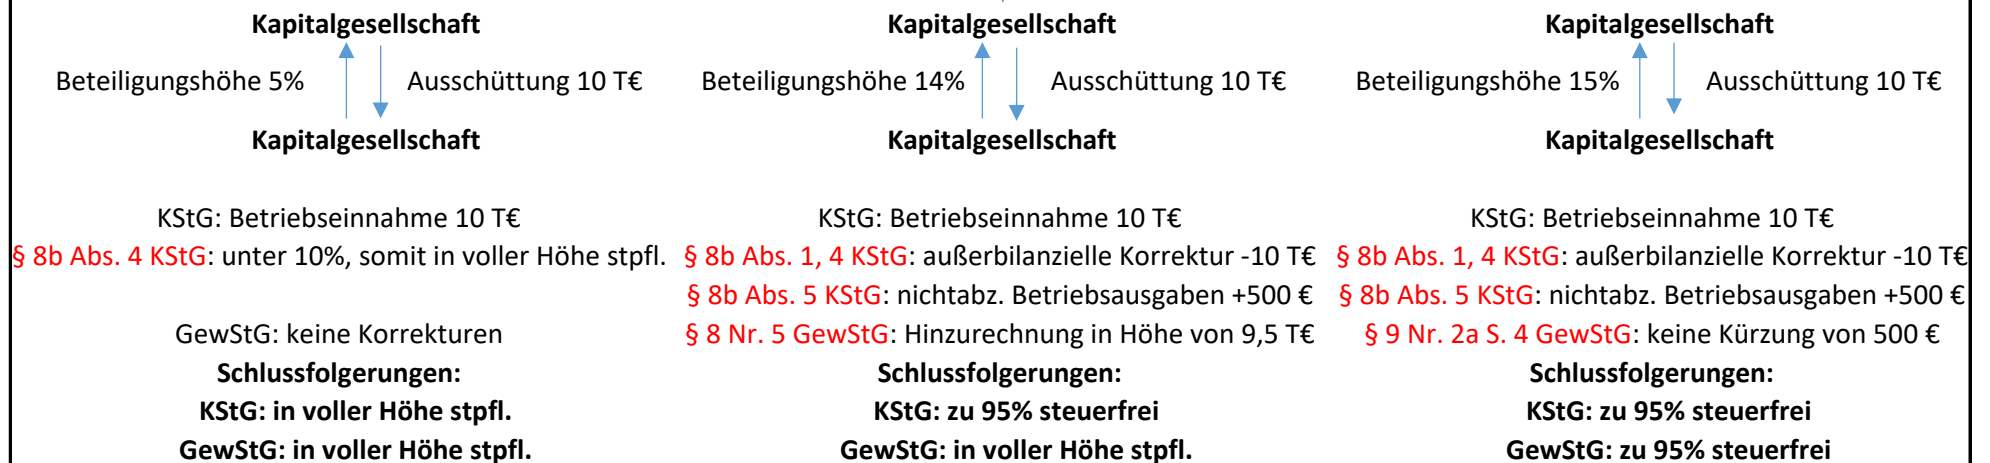 Kapitalgesellschaft Kapitalgesellschaft Kapitalgesellschaft
Beteiligungshöhe 5% Ausschüttung 10 T€ Beteiligungshöhe 14% Ausschüttung 10 T€ Beteiligungshöhe 15% Ausschüttung 10 T€
Kapitalgesellschaft Kapitalgesellschaft Kapitalgesellschaft
KStG: Betriebseinnahme 10 T€ KStG: Betriebseinnahme 10 T€ KStG: Betriebseinnahme 10 T€
§ 8b Abs. 4 KStG: unter 10%, somit in voller Höhe stpfl. § 8b Abs. 1, 4 KStG: außerbilanzielle Korrektur -10 T€ § 8b Abs. 1, 4 KStG: außerbilanzielle Korrektur -10 T€
§ 8b Abs. 5 KStG: nichtabz. Betriebsausgaben +500 € § 8b Abs. 5 KStG: nichtabz. Betriebsausgaben +500 €
GewStG: keine Korrekturen § 8 Nr. 5 GewStG: Hinzurechnung in Höhe von 9,5 T€ § 9 Nr. 2a S. 4 GewStG: keine Kürzung von 500 €
Schlussfolgerungen: Schlussfolgerungen: Schlussfolgerungen:
KStG: in voller Höhe stpfl. KStG: zu 95% steuerfrei KStG: zu 95% steuerfrei
GewStG: in voller Höhe stpfl. GewStG: in voller Höhe stpfl. GewStG: zu 95% steuerfrei